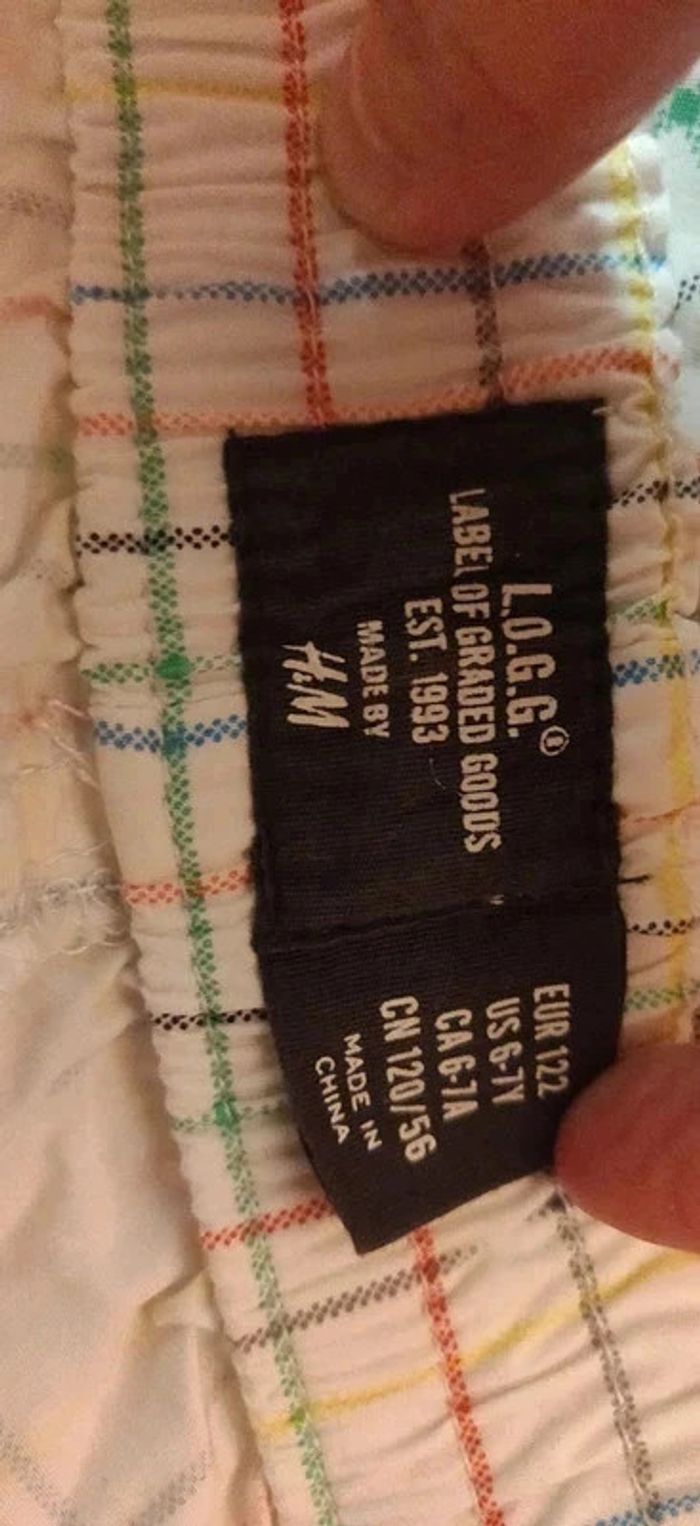 L.O.G.G.®
LABEL OF GRADED GOODS
EST. 1993
MADE BY
H&M
EUR 122
US 6-7Y
CA 6-7A
CN 120/56
MADE IN
CHINA